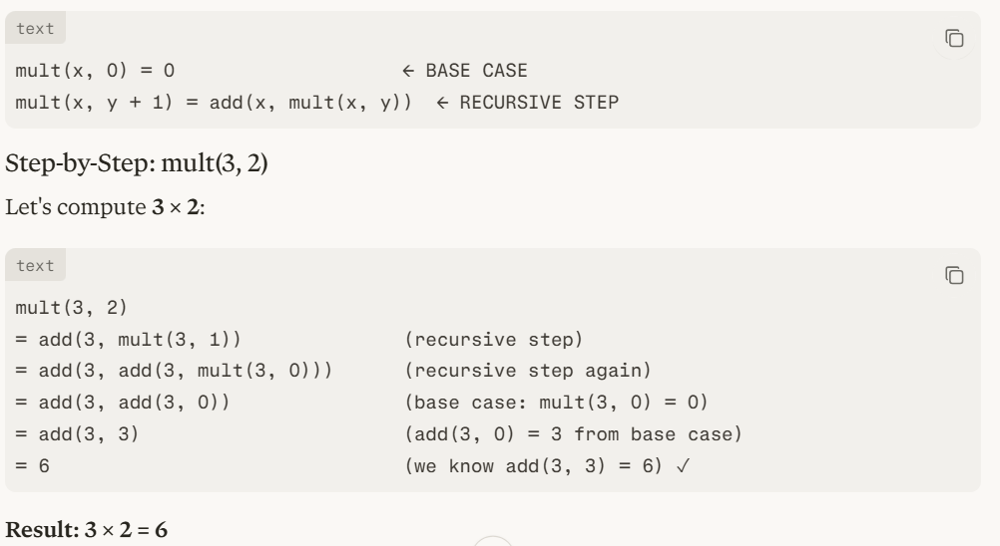 text
mult(x, 0) = 0 ← BASE CASE
mult(x, y + 1) = add(x, mult(x, y)) ← RECURSIVE STEP
Step-by-Step: mult(3, 2)
Let's compute 3 × 2:
text
mult(3, 2)
= add(3, mult(3, 1)) (recursive step)
= add(3, add(3, mult(3, 0))) (recursive step again)
= add(3, add(3, 0)) (base case: mult(3, 0) = 0)
= add(3, 3) (add(3, 0) = 3 from base case)
= 6 (we know add(3, 3) = 6) ✓
Result: 3 × 2 = 6